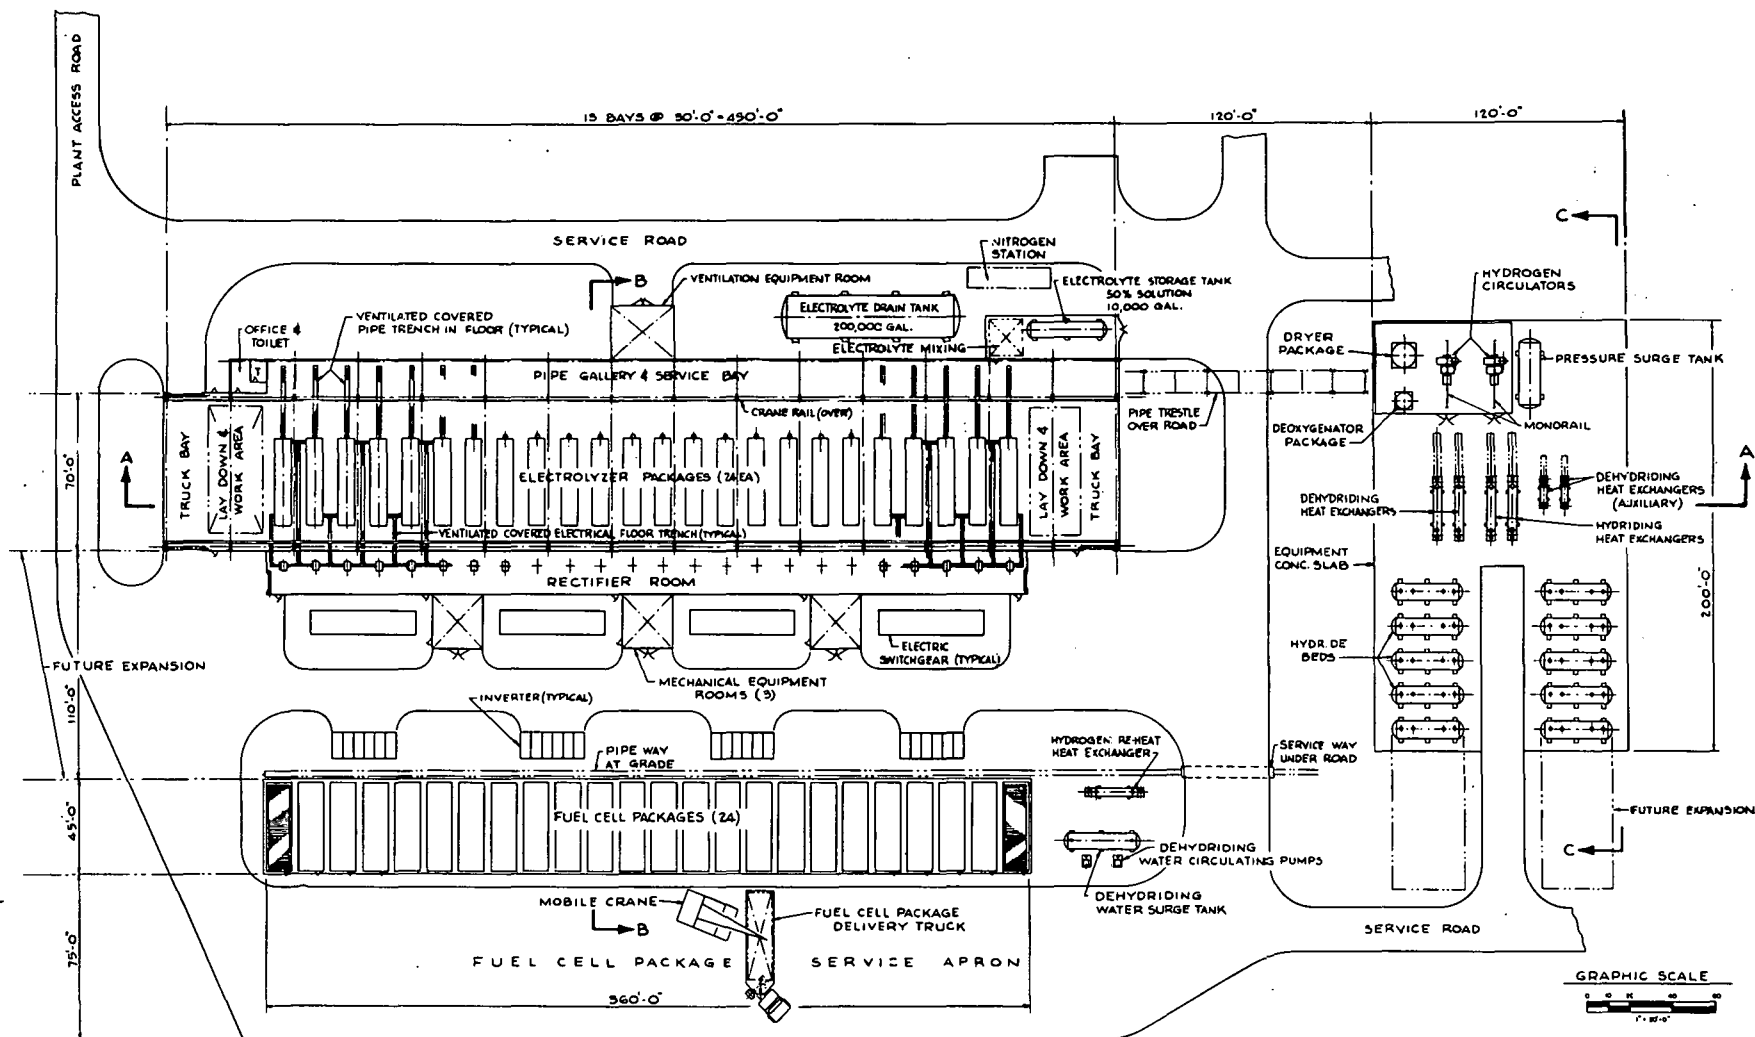 PLANT ACCESS ROAD
15 BAYS @ 30'-0" = 450'-0"
120'-0"
120'-0"
C
SERVICE ROAD
NITROGEN
STATION
B
VENTILATION EQUIPMENT ROOM
ELECTROLYTE STORAGE TANK
50% SOLUTION
10,000 GAL.
HYDROGEN
CIRCULATORS
ELECTROLYTE DRAIN TANK
200,000 GAL.
VENTILATED COVERED
PIPE TRENCH IN FLOOR (TYPICAL)
OFFICE &
TOILET
T
ELECTROLYTE MIXING
DRYER
PACKAGE
PRESSURE SURGE TANK
PIPE GALLERY & SERVICE BAY
CRANE RAIL (OVER)
PIPE TRESTLE
OVER ROAD
DEOXYGENATOR
PACKAGE
MONORAIL
70'-0"
A
TRUCK BAY
LAY DOWN &
WORK AREA
ELECTROLYZER PACKAGES (24 EA)
LAY DOWN &
WORK AREA
TRUCK BAY
A
DEHYDRIDING
HEAT EXCHANGERS
(AUXILIARY)
DEHYDRIDING
HEAT EXCHANGERS
HYDRIDING
HEAT EXCHANGERS
VENTILATED COVERED ELECTRICAL FLOOR TRENCH (TYPICAL)
EQUIPMENT
CONC. SLAB
RECTIFIER ROOM
200'-0"
HYDRIDE
BEDS
ELECTRIC
SWITCHGEAR (TYPICAL)
FUTURE EXPANSION
MECHANICAL EQUIPMENT
ROOMS (3)
INVERTER (TYPICAL)
110'-0"
PIPE WAY
AT GRADE
HYDROGEN RE-HEAT
HEAT EXCHANGER
SERVICE WAY
UNDER ROAD
45'-0"
FUEL CELL PACKAGES (24)
FUTURE EXPANSION
DEHYDRIDING
WATER CIRCULATING PUMPS
C
DEHYDRIDING
WATER SURGE TANK
MOBILE CRANE
B
FUEL CELL PACKAGE
DELIVERY TRUCK
SERVICE ROAD
75'-0"
FUEL CELL PACKAGE SERVICE APRON
360'-0"
GRAPHIC SCALE